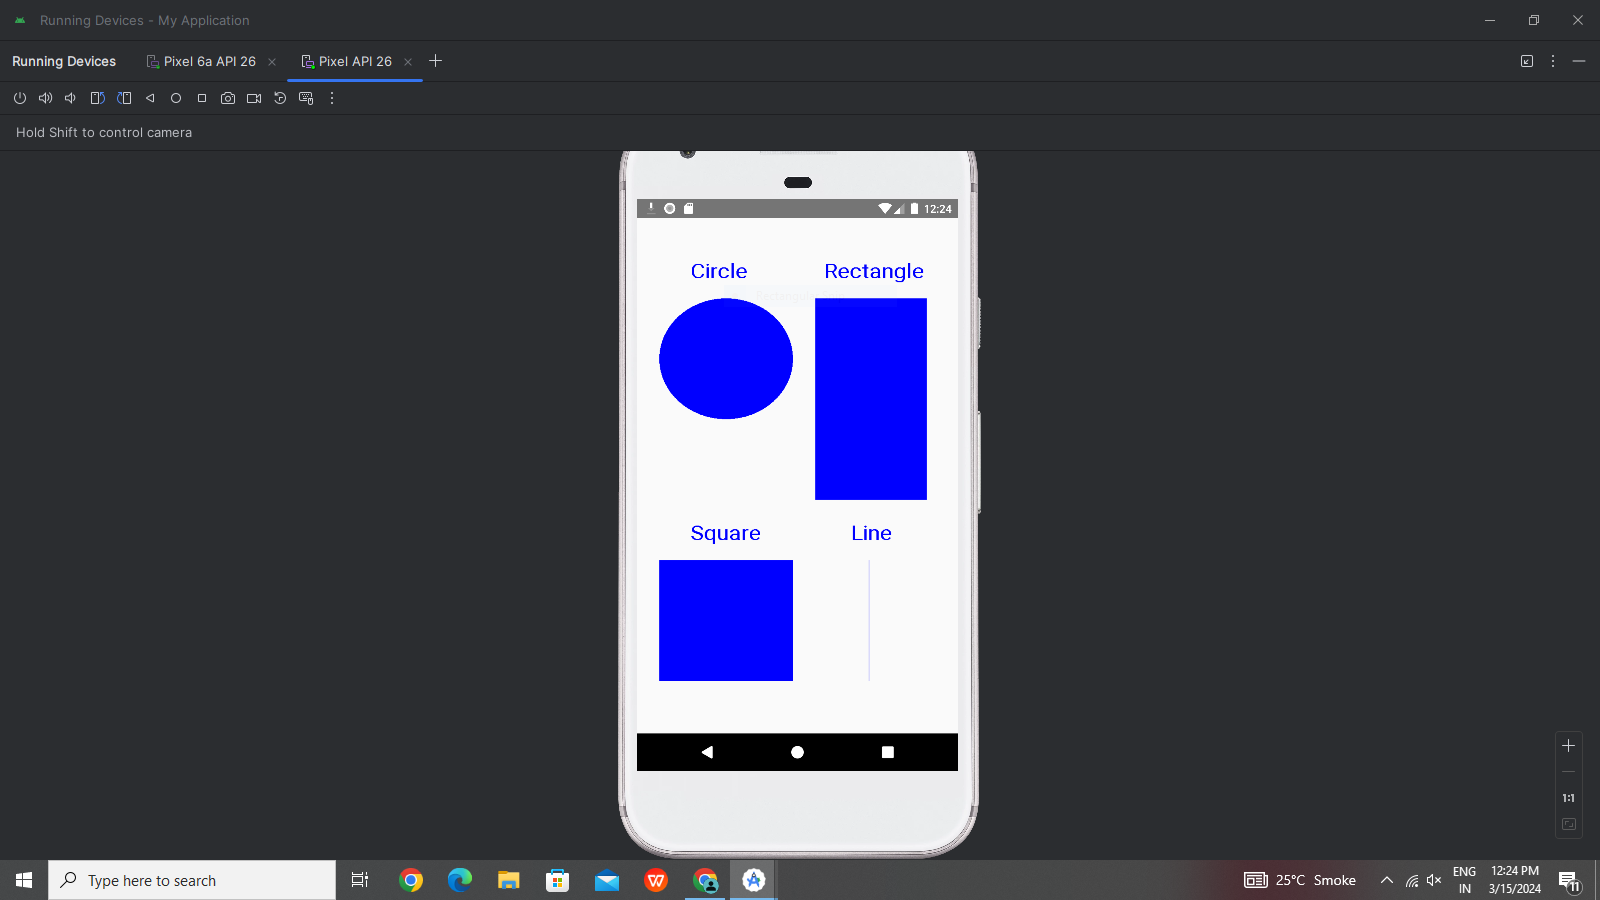 Running Devices - My Application
Running Devices
Pixel 6a API 26
Pixel API 26
Hold Shift to control camera
12:24
Circle
Rectangle
Square
Line
1:1
Type here to search
25°C Smoke
ENG
IN
12:24 PM
3/15/2024
11